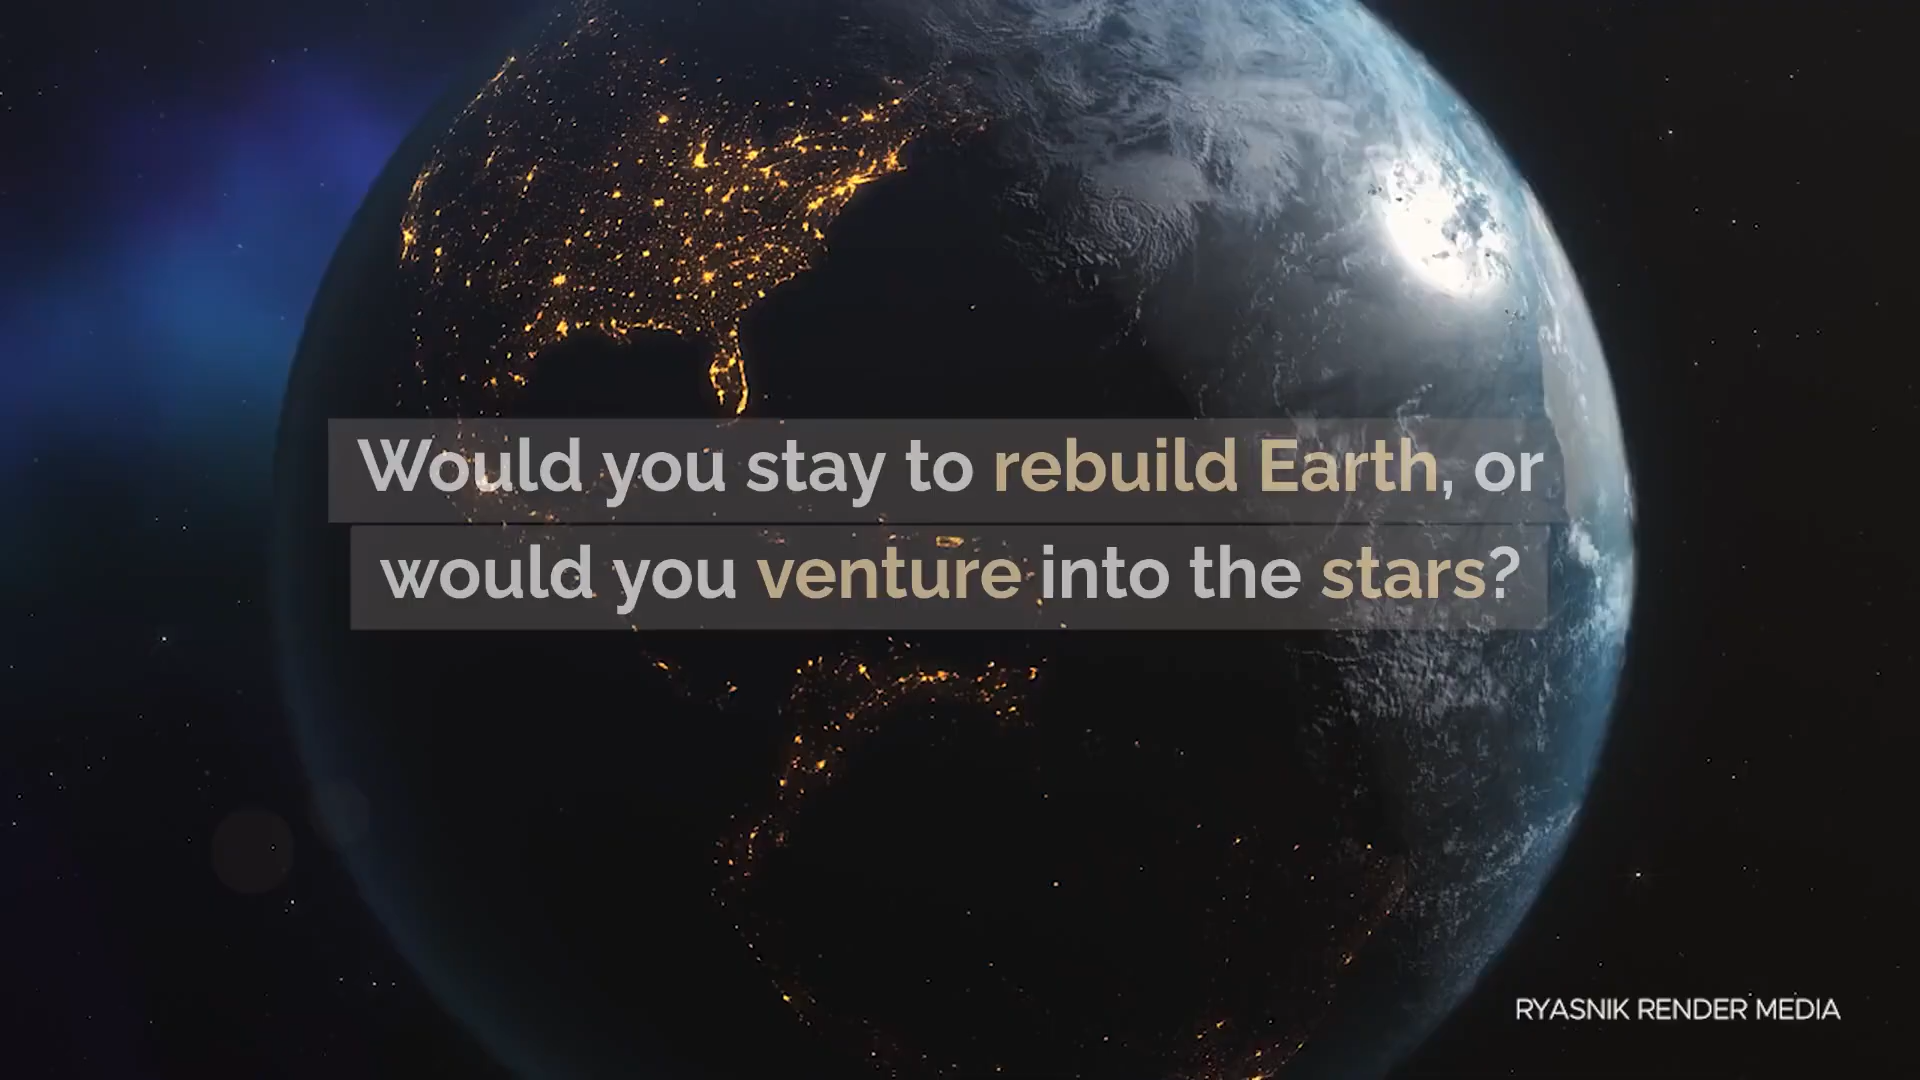 Would you stay to rebuild Earth, or
would you venture into the stars?
RYASNIK RENDER MEDIA